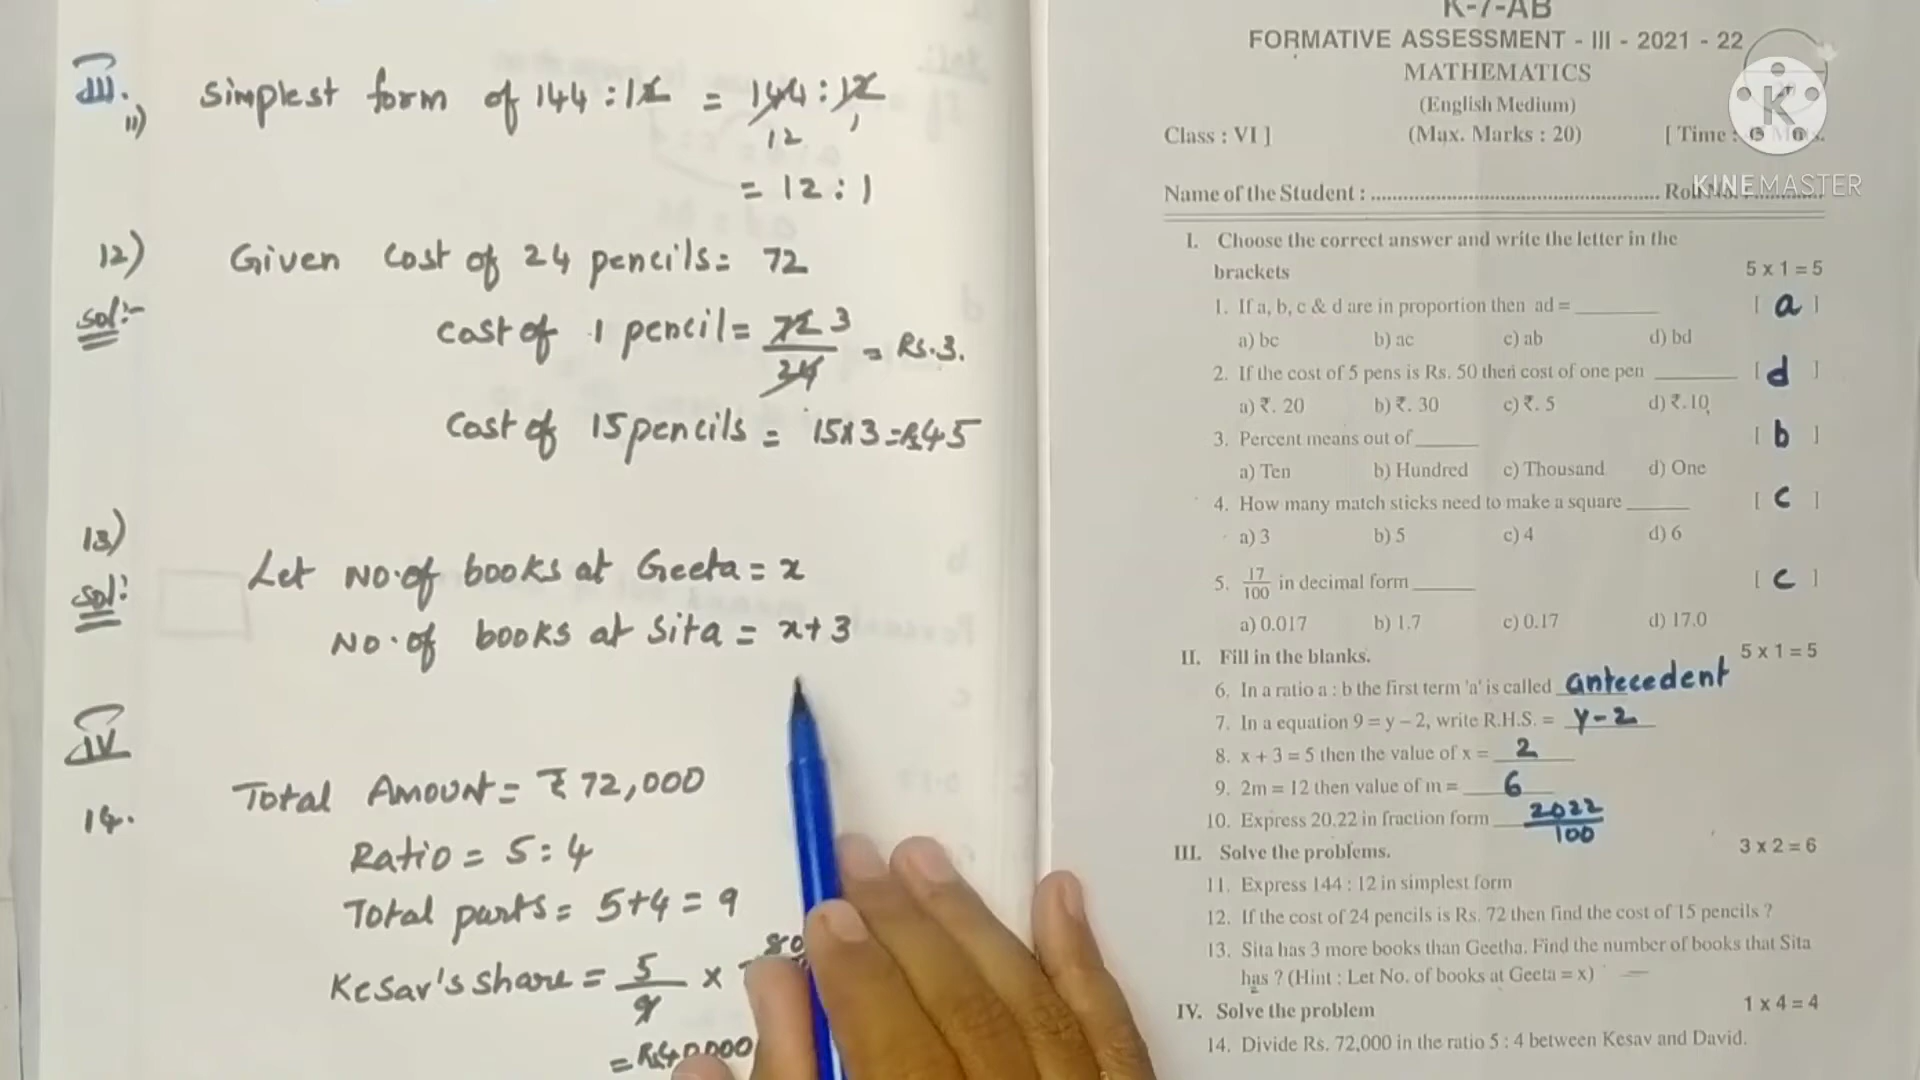 III.
11) Simplest form of 144 : 12 = 144 : 12
12 1
= 12 : 1
12) Given Cost of 24 pencils = 72
Sol:-
Cost of 1 pencil = 72 3
24
= Rs. 3.
Cost of 15 pencils = 15x3 = Rs45
13)
Sol:
Let No. of books at Geeta = x
No. of books at Sita = x+3
IV
14.
Total Amount = ₹ 72,000
Ratio = 5 : 4
Total parts = 5+4 = 9
Kesav's share = 5
9
x
= Rs40,000
K-7-AB
FORMATIVE ASSESSMENT - III - 2021 - 22
MATHEMATICS
(English Medium)
Class : VI ] (Max. Marks : 20) [ Time :
K
KINEMASTER
Name of the Student : ........................................................
I. Choose the correct answer and write the letter in the
brackets 5 x 1 = 5
1. If a, b, c & d are in proportion then ad = ________ [ a ]
a) bc b) ac c) ab d) bd
2. If the cost of 5 pens is Rs. 50 then cost of one pen ________ [ d ]
a) ₹. 20 b) ₹. 30 c) ₹. 5 d) ₹.10
3. Percent means out of ______ [ b ]
a) Ten b) Hundred c) Thousand d) One
4. How many match sticks need to make a square ______ [ c ]
a) 3 b) 5 c) 4 d) 6
5. 17/100 in decimal form ______ [ c ]
a) 0.017 b) 1.7 c) 0.17 d) 17.0
II. Fill in the blanks. 5 x 1 = 5
6. In a ratio a : b the first term 'a' is called antecedent
7. In a equation 9 = y – 2, write R.H.S. = y-2
8. x + 3 = 5 then the value of x = 2
9. 2m = 12 then value of m = 6
10. Express 20.22 in fraction form 2022/100
III. Solve the problems. 3 x 2 = 6
11. Express 144 : 12 in simplest form
12. If the cost of 24 pencils is Rs. 72 then find the cost of 15 pencils ?
13. Sita has 3 more books than Geetha. Find the number of books that Sita
has ? (Hint : Let No. of books at Geeta = x)
IV. Solve the problem 1 x 4 = 4
14. Divide Rs. 72,000 in the ratio 5 : 4 between Kesav and David.